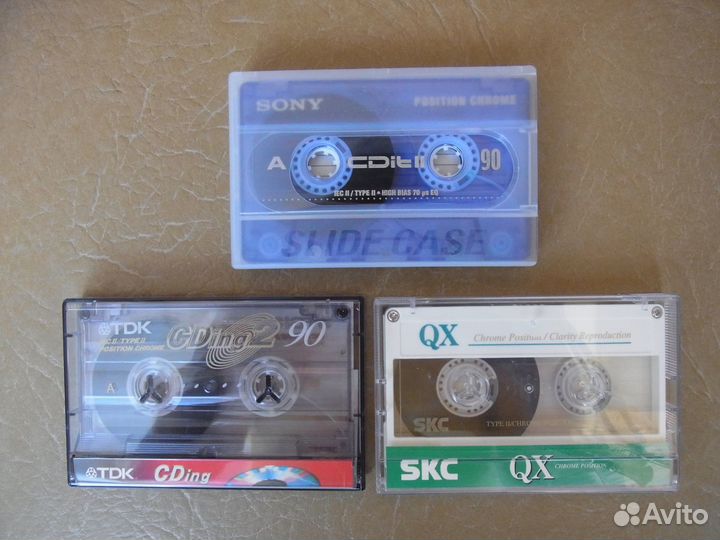 SONY
POSITION CHROME
A CDit II 90
IEC II / TYPE II • HIGH BIAS 70 µs EQ
SLIDE CASE
TDK
CDing2 90
IEC II / TYPE II
POSITION CHROME
A
TDK CDing
QX Chrome Position / Clarity Reproduction
SKC
TYPE II/CHRO
SKC QX CHROME POSITION
Avito